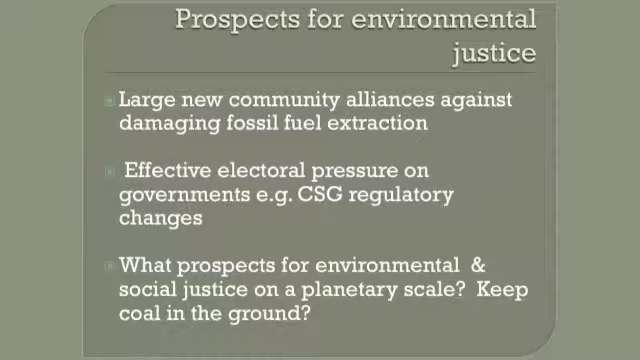 Prospects for environmental
justice
Large new community alliances against
damaging fossil fuel extraction
Effective electoral pressure on
governments e.g. CSG regulatory
changes
What prospects for environmental & 
social justice on a planetary scale? Keep
coal in the ground?